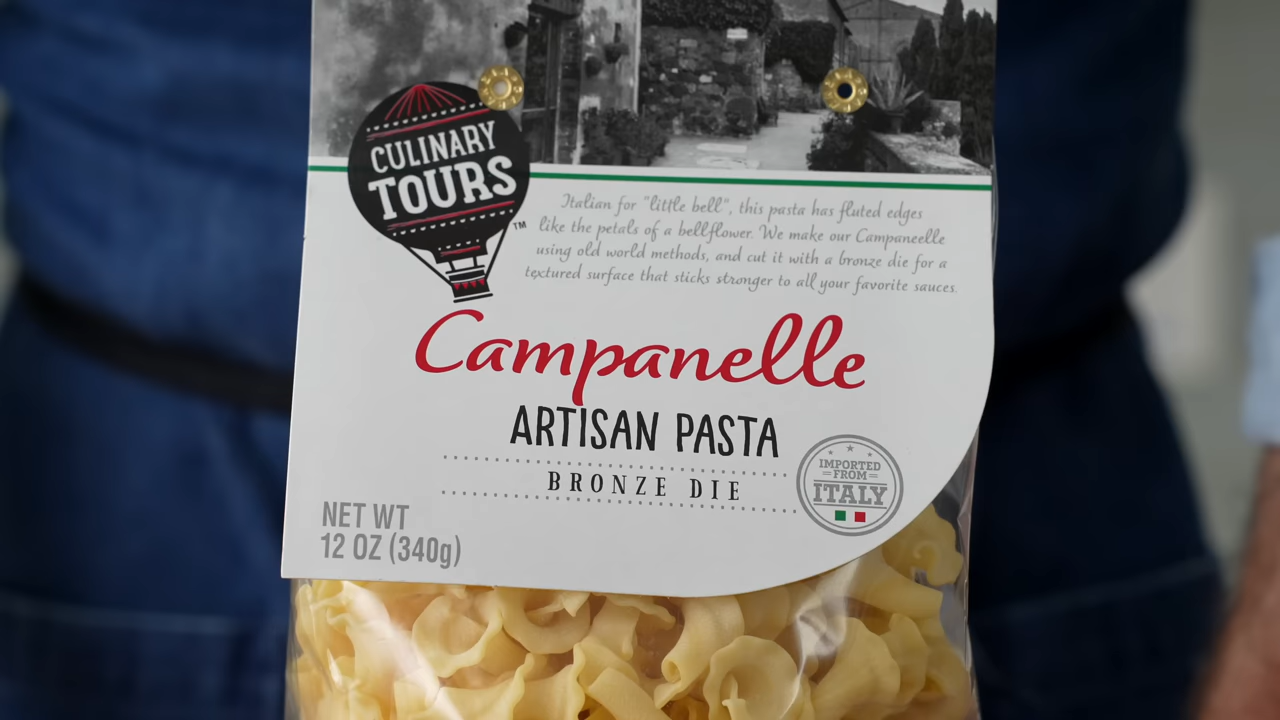 CULINARY
TOURS
TM
Italian for "little bell", this pasta has fluted edges
like the petals of a bellflower. We make our Campaneelle
using old world methods, and cut it with a bronze die for a
textured surface that sticks stronger to all your favorite sauces.
Campanelle
ARTISAN PASTA
BRONZE DIE
IMPORTED
FROM
ITALY
NET WT
12 OZ (340g)